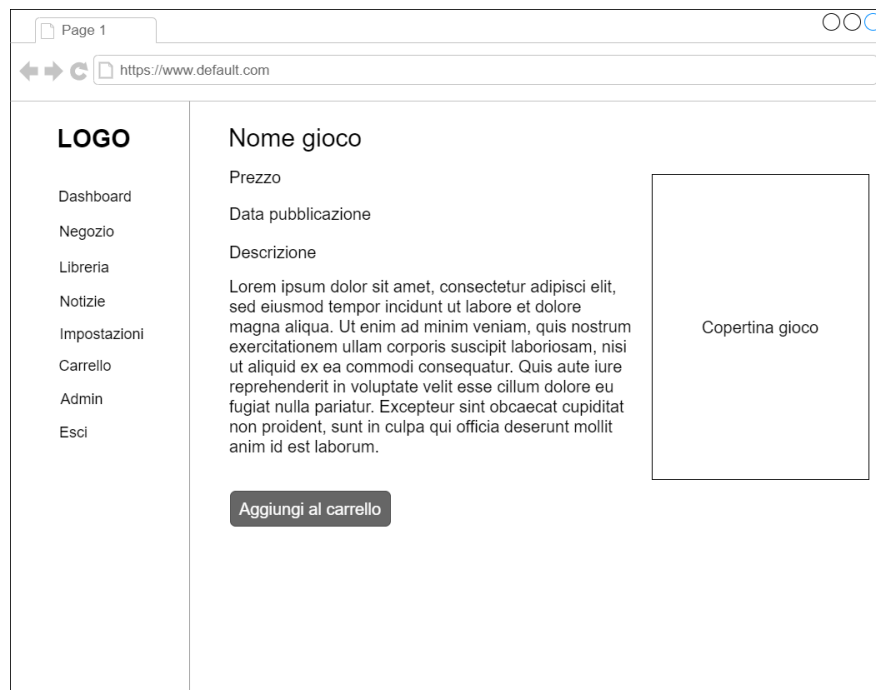 Page 1
https://www.default.com
LOGO
Dashboard
Negozio
Libreria
Notizie
Impostazioni
Carrello
Admin
Esci
Nome gioco
Prezzo
Data pubblicazione
Descrizione
Lorem ipsum dolor sit amet, consectetur adipisci elit,
sed eiusmod tempor incidunt ut labore et dolore
magna aliqua. Ut enim ad minim veniam, quis nostrum
exercitationem ullam corporis suscipit laboriosam, nisi
ut aliquid ex ea commodi consequatur. Quis aute iure
reprehenderit in voluptate velit esse cillum dolore eu
fugiat nulla pariatur. Excepteur sint obcaecat cupiditat
non proident, sunt in culpa qui officia deserunt mollit
anim id est laborum.
Aggiungi al carrello
Copertina gioco